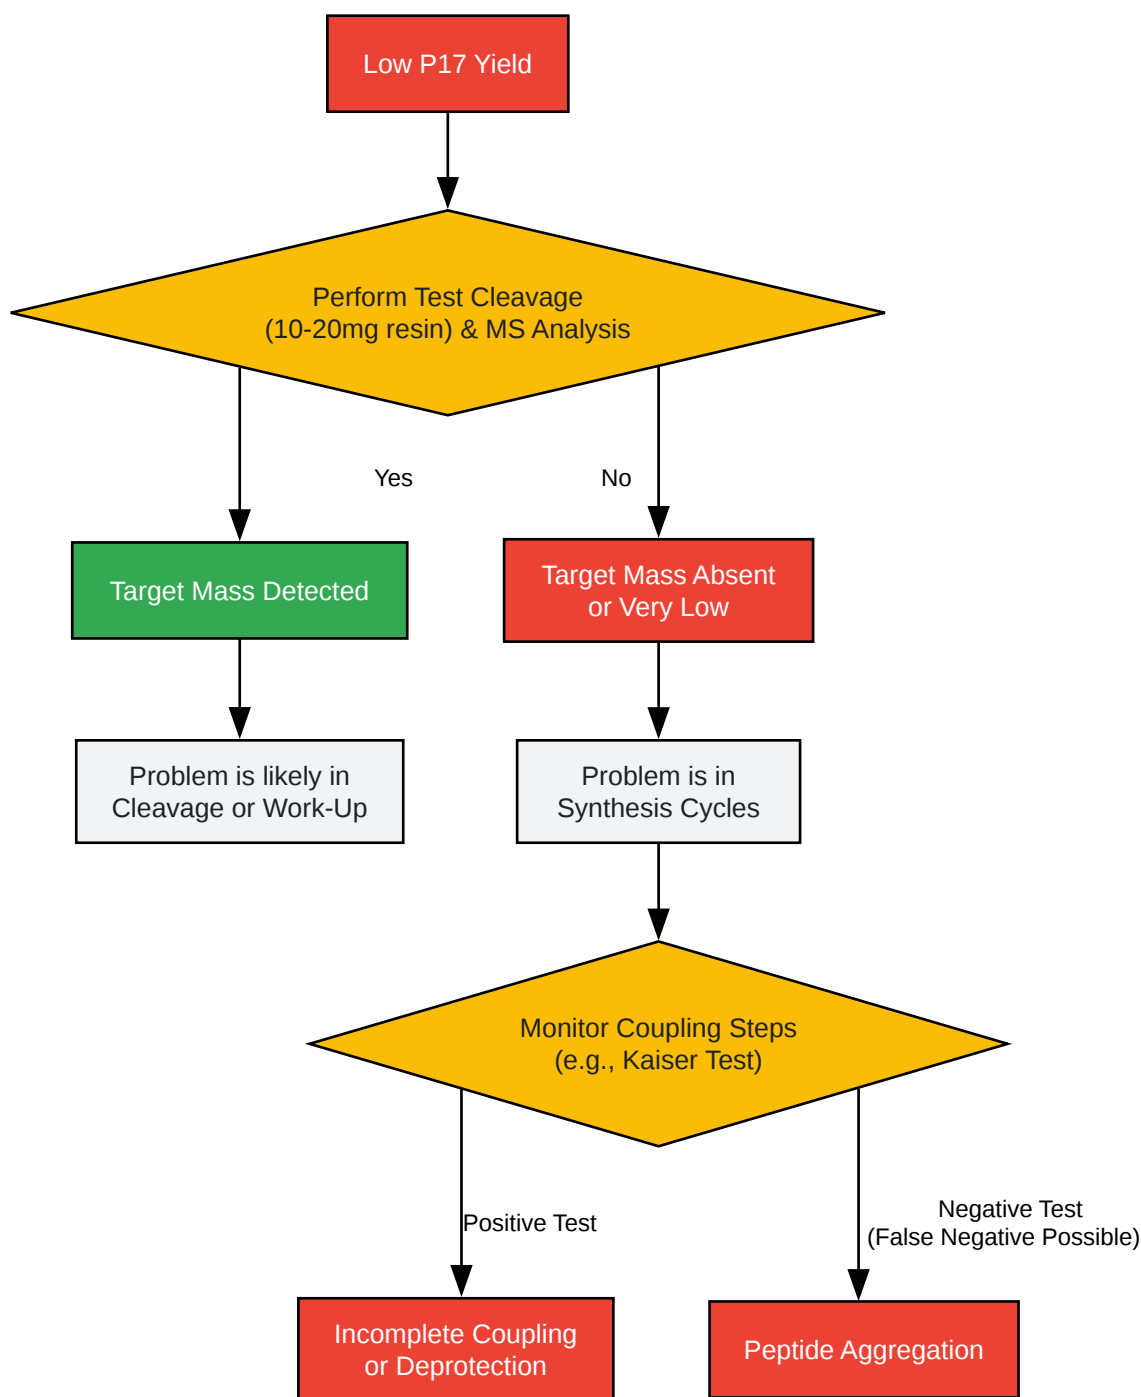 Low P17 Yield
Perform Test Cleavage
(10-20mg resin) & MS Analysis
Yes
No
Target Mass Detected
Target Mass Absent
or Very Low
Problem is likely in
Cleavage or Work-Up
Problem is in
Synthesis Cycles
Monitor Coupling Steps
(e.g., Kaiser Test)
Positive Test
Negative Test
(False Negative Possible)
Incomplete Coupling
or Deprotection
Peptide Aggregation